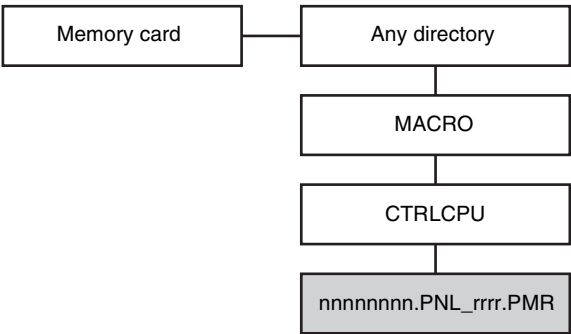 Memory card
Any directory
MACRO
CTRLCPU
nnnnnnnn.PNL_rrrr.PMR